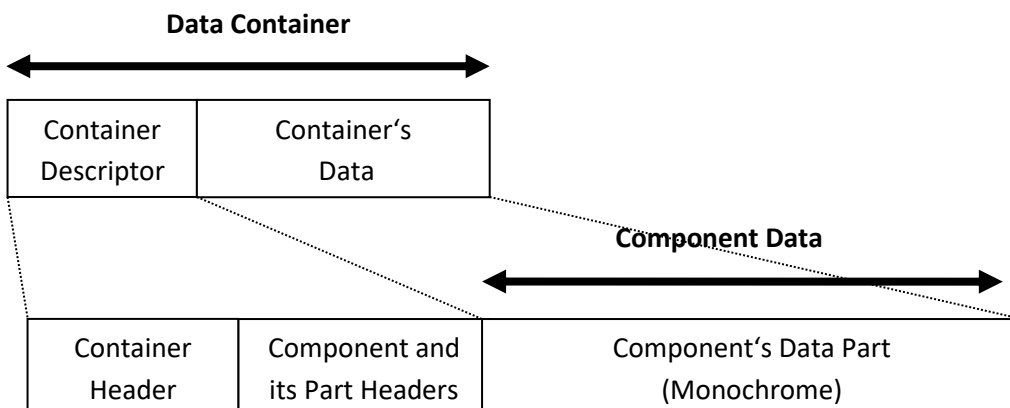 Data Container
Container
Descriptor
Container‘s
Data
Component Data
Container
Header
Component and
its Part Headers
Component‘s Data Part
(Monochrome)